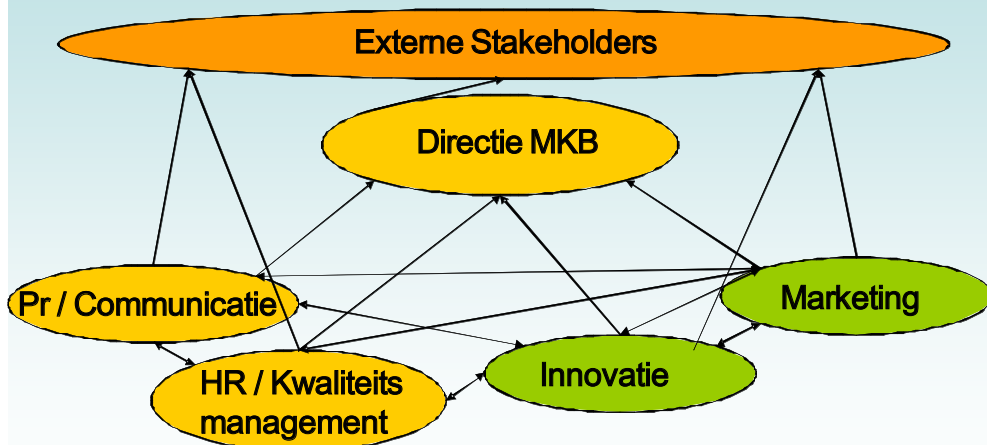 Externe Stakeholders
Directie MKB
Pr / Communicatie
Marketing
HR / Kwaliteits
management
Innovatie